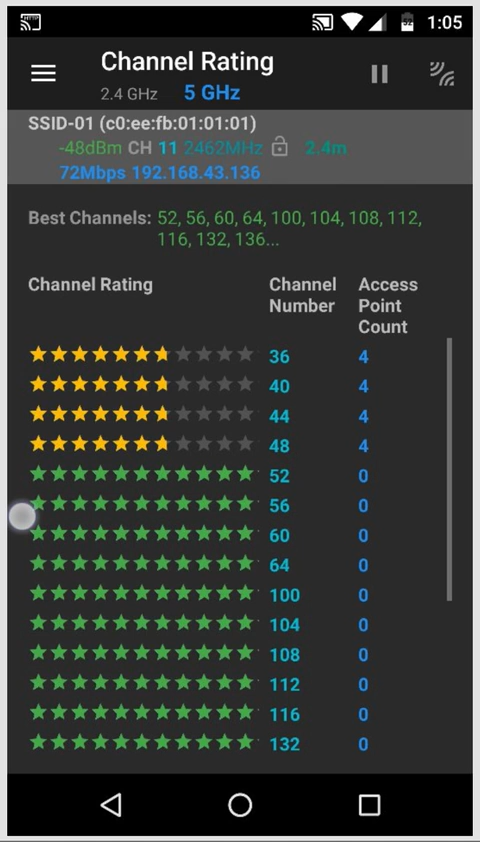 1:05
Channel Rating
2.4 GHz 5 GHz
SSID-01 (c0:ee:fb:01:01:01)
-48dBm CH 11 2462MHz 2.4m
72Mbps 192.168.43.136
Best Channels: 52, 56, 60, 64, 100, 104, 108, 112,
116, 132, 136...
Channel Rating Channel Number Access Point Count
36 4
40 4
44 4
48 4
52 0
56 0
60 0
64 0
100 0
104 0
108 0
112 0
116 0
132 0